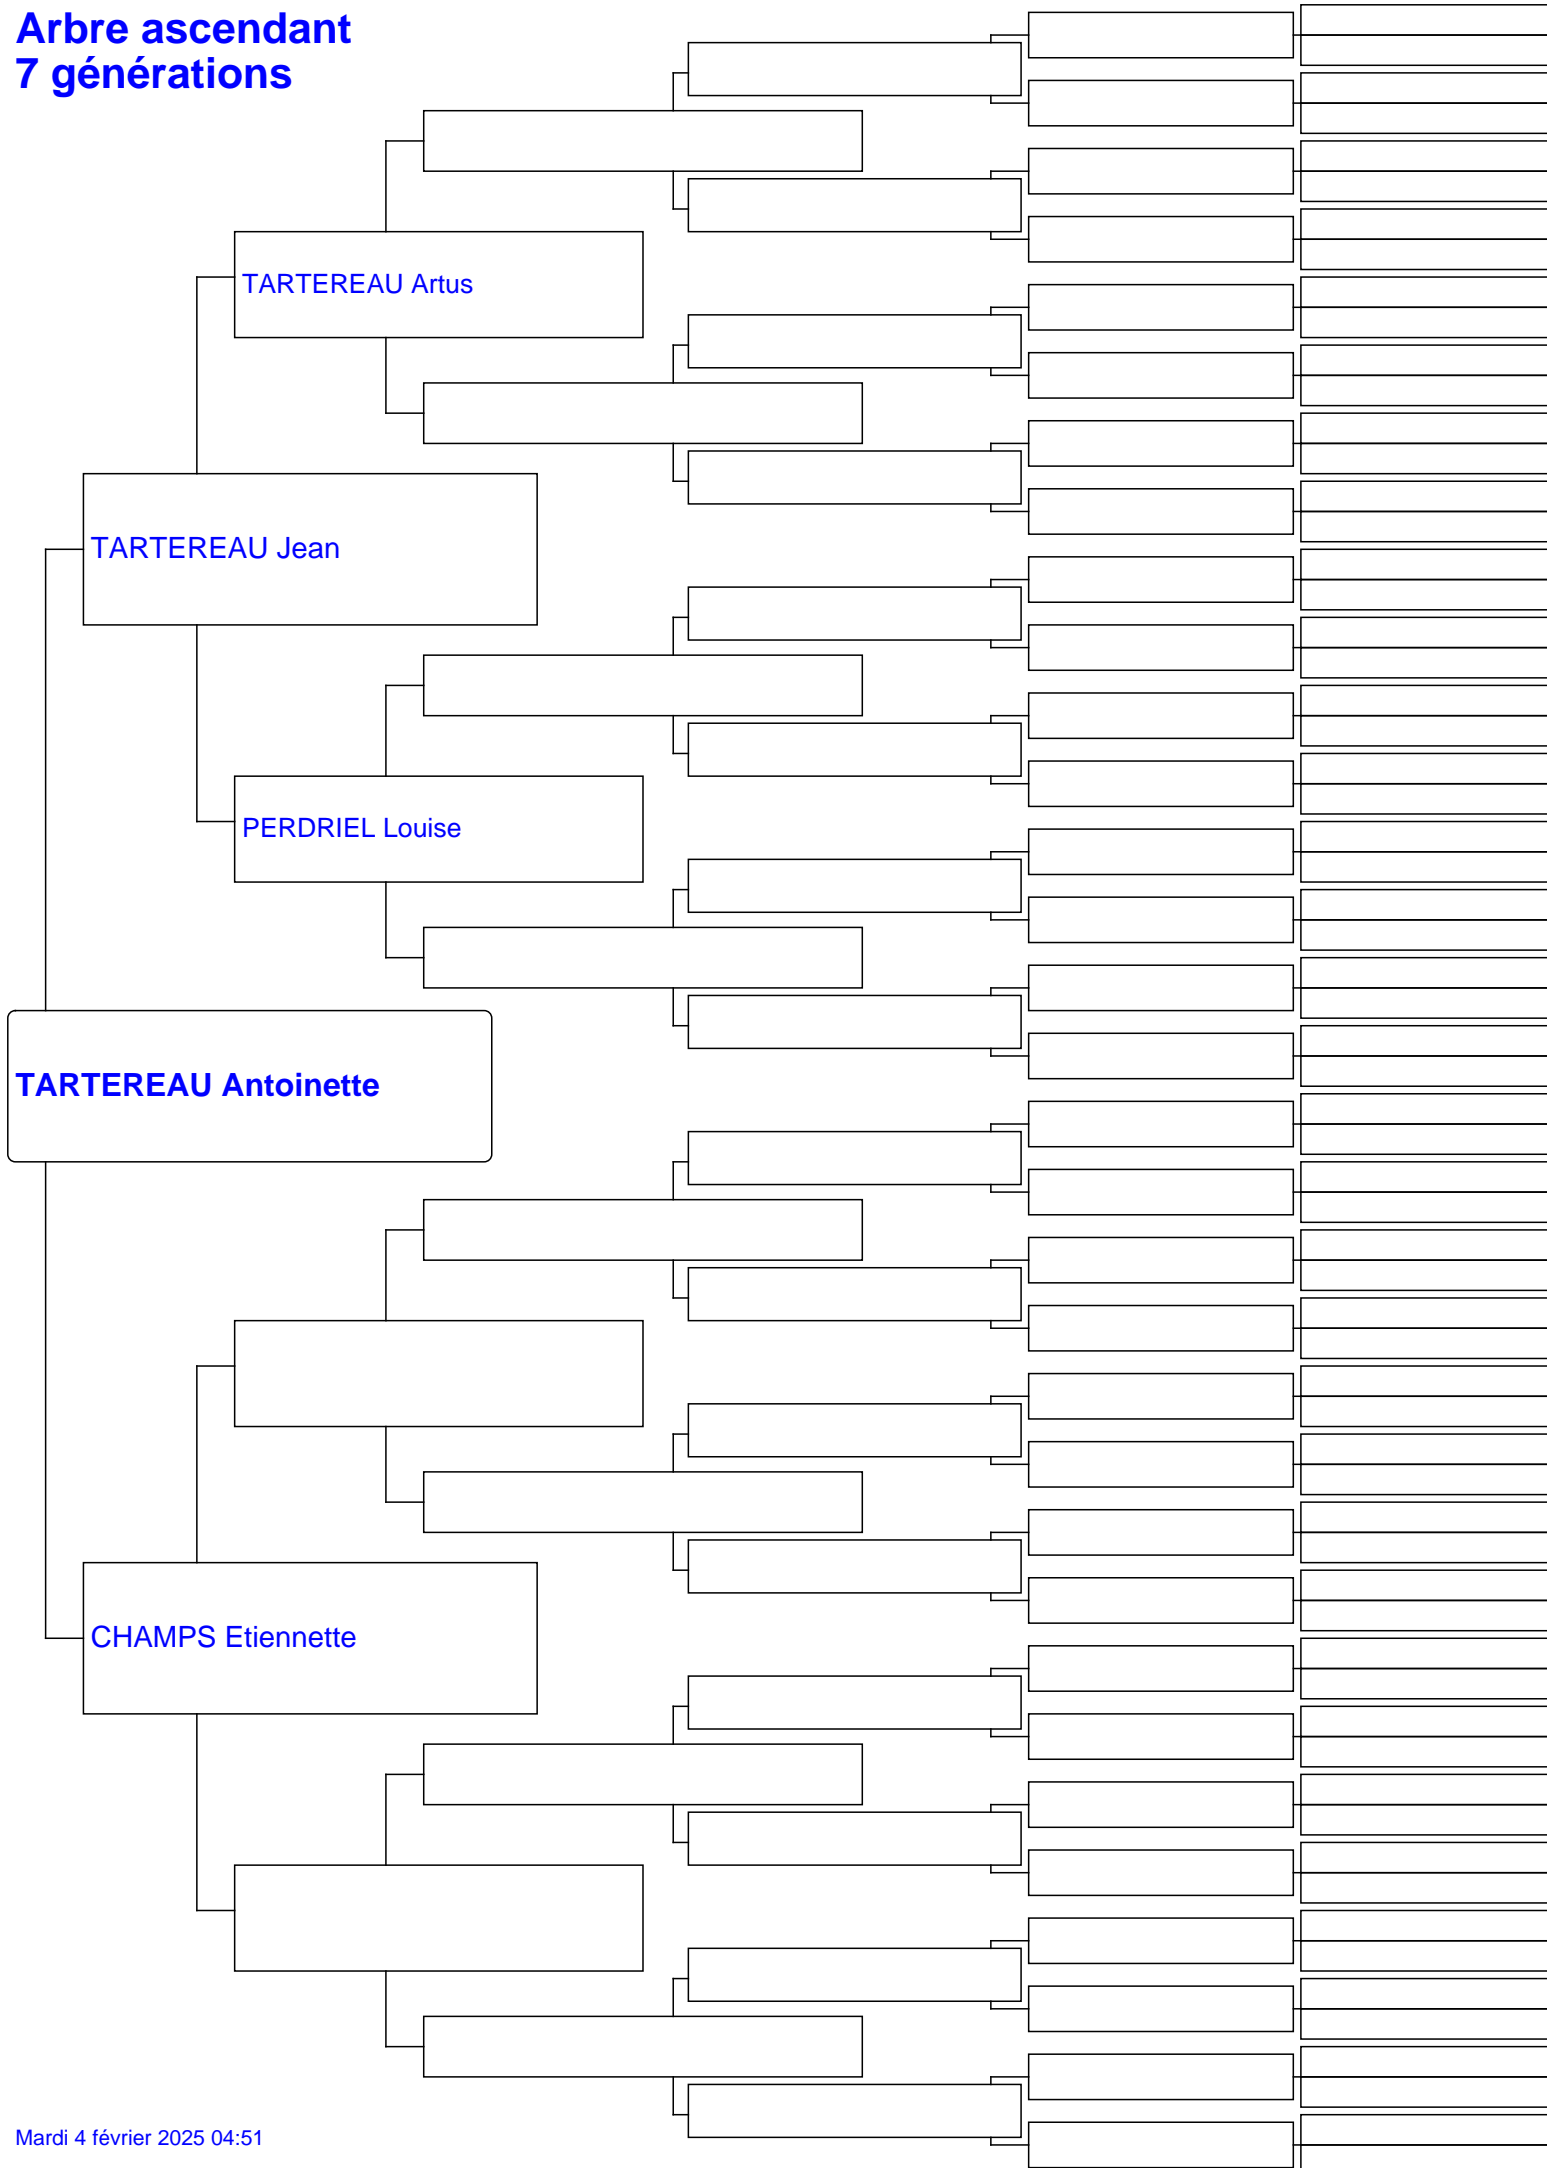 Arbre ascendant
7 générations
TARTEREAU Artus
TARTEREAU Jean
PERDRIEL Louise
TARTEREAU Antoinette
CHAMPS Etiennette
Mardi 4 février 2025 04:51